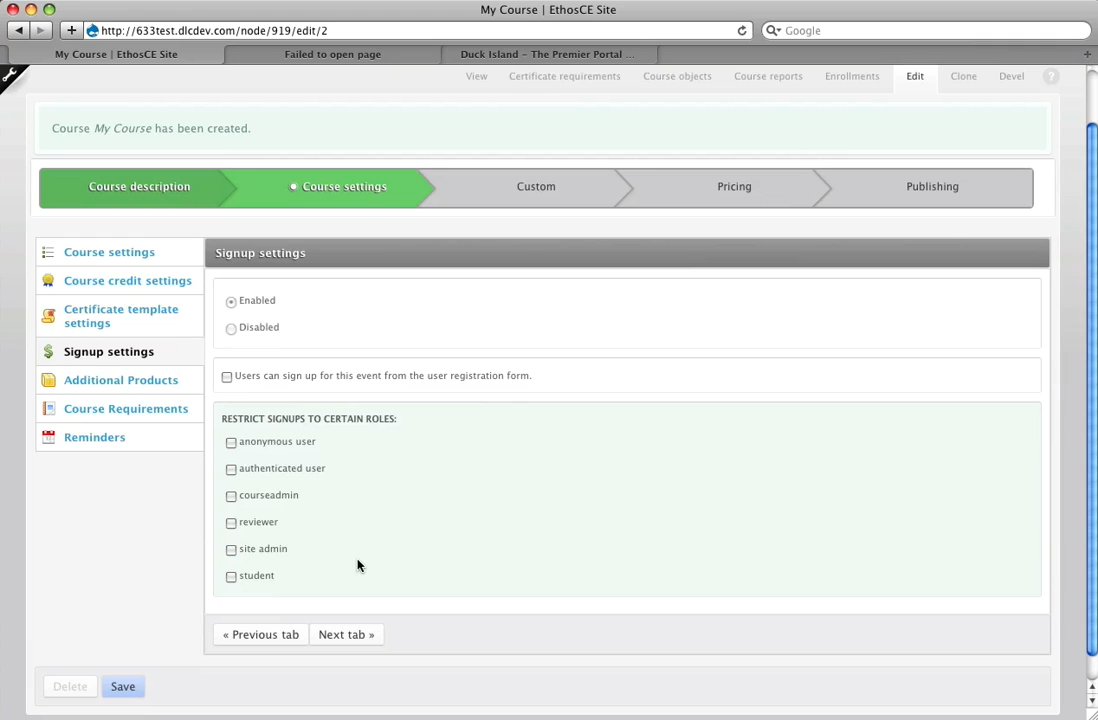 My Course | EthosCE Site
http://633test.dlcdev.com/node/919/edit/2
Google
My Course | EthosCE Site
Failed to open page
Duck Island – The Premier Portal ...
View
Certificate requirements
Course objects
Course reports
Enrollments
Edit
Clone
Devel
?
Course My Course has been created.
Course description
Course settings
Custom
Pricing
Publishing
Course settings
Course credit settings
Certificate template
settings
Signup settings
Additional Products
Course Requirements
Reminders
Signup settings
Enabled
Disabled
Users can sign up for this event from the user registration form.
RESTRICT SIGNUPS TO CERTAIN ROLES:
anonymous user
authenticated user
courseadmin
reviewer
site admin
student
« Previous tab
Next tab »
Delete
Save